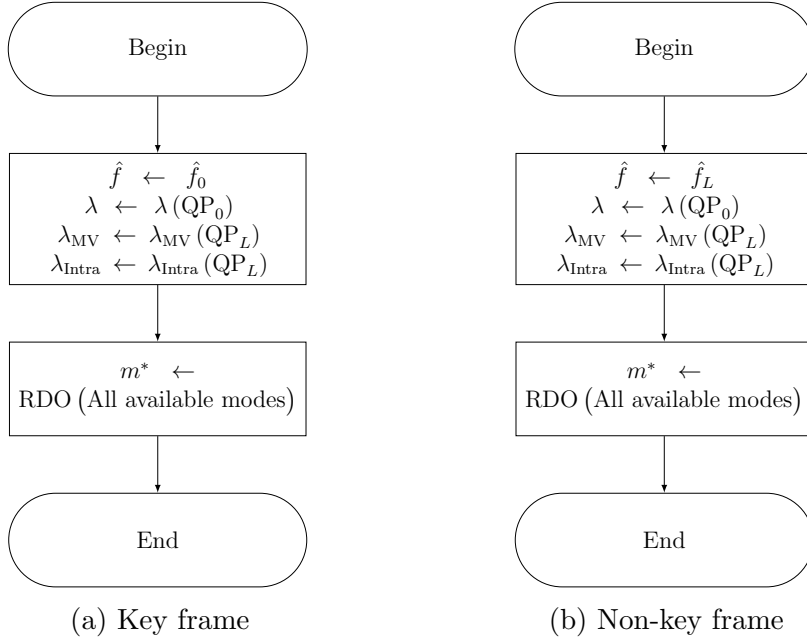 Begin
f̂ ← f̂₀
λ ← λ (QP₀)
λ_MV ← λ_MV (QP_L)
λ_Intra ← λ_Intra (QP_L)
m* ←
RDO (All available modes)
End
(a) Key frame
Begin
f̂ ← f̂_L
λ ← λ (QP₀)
λ_MV ← λ_MV (QP_L)
λ_Intra ← λ_Intra (QP_L)
m* ←
RDO (All available modes)
End
(b) Non-key frame